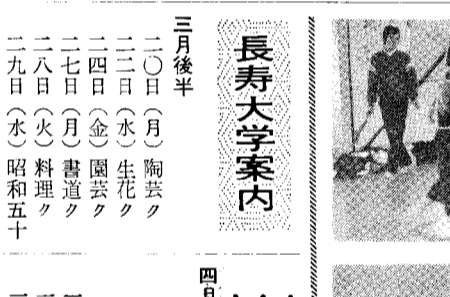 長寿大学案内
三月後半
二〇日（月）陶芸ク
二二日（水）生花ク
二四日（金）園芸ク
二七日（月）書道ク
二八日（火）料理ク
二九日（水）昭和五十
四月